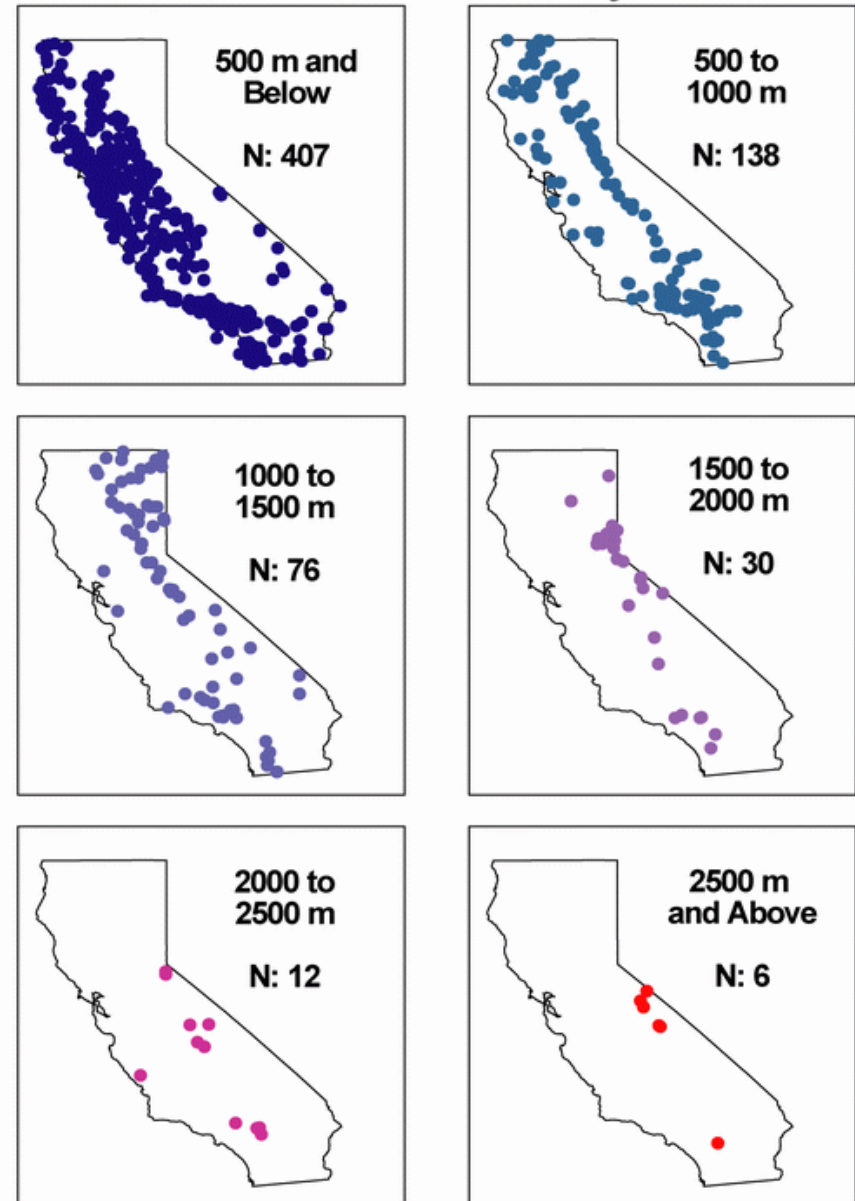 500 m and
Below
N: 407
500 to
1000 m
N: 138
1000 to
1500 m
N: 76
1500 to
2000 m
N: 30
2000 to
2500 m
N: 12
2500 m
and Above
N: 6